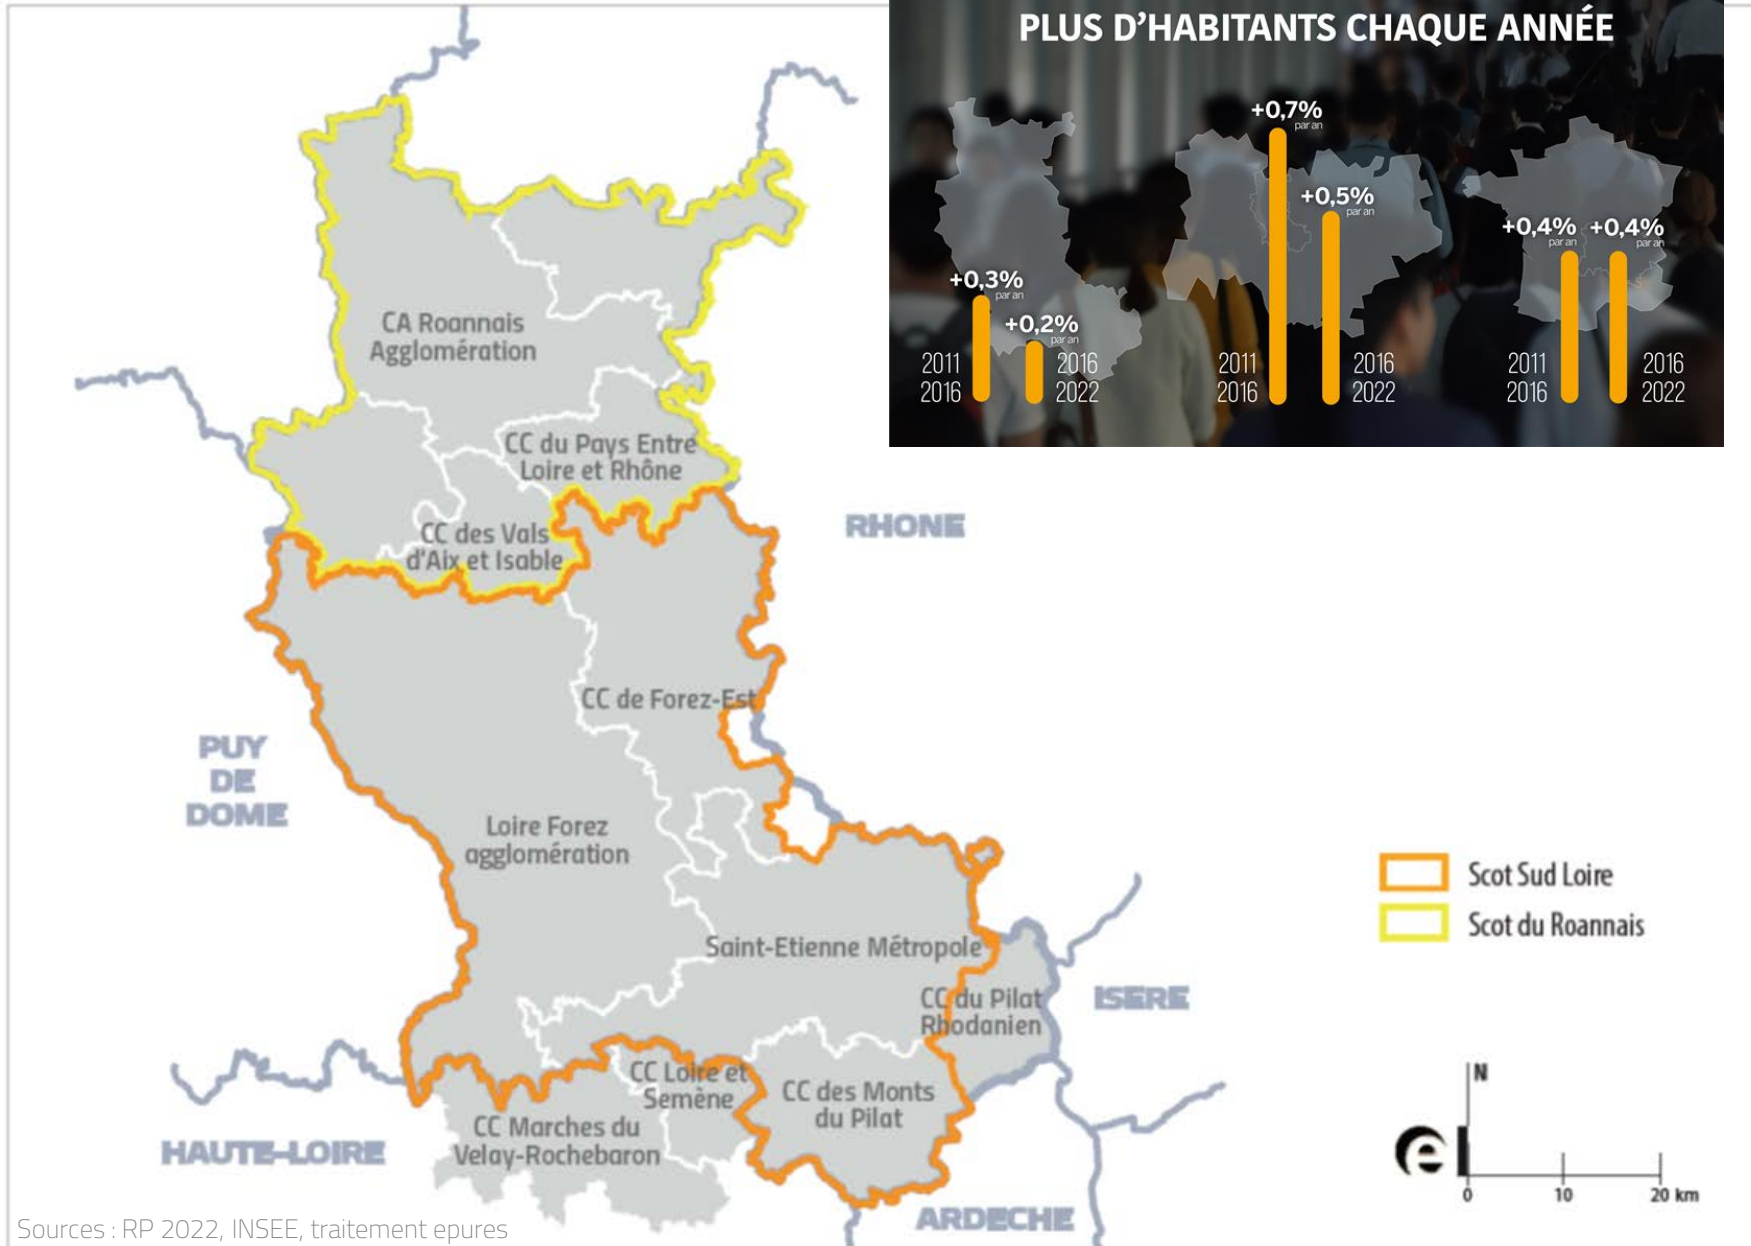 PLUS D'HABITANTS CHAQUE ANNÉE
+0,3%
par an
+0,2%
par an
2011
2016
2016
2022
+0,7%
par an
+0,5%
par an
2011
2016
2016
2022
+0,4%
par an
+0,4%
par an
2011
2016
2016
2022
CA Roannais
Agglomération
CC du Pays Entre
Loire et Rhône
CC des Vals
d'Aix et Isable
RHONE
CC de Forez-Est
PUY
DE
DOME
Loire Forez
agglomération
Scot Sud Loire
Scot du Roannais
Saint-Etienne Métropole
CC du Pilat
Rhodanien
ISERE
CC Loire et
Semène
CC des Monts
du Pilat
CC Marches du
Velay-Rochebaron
HAUTE-LOIRE
ARDECHE
N
e
0 10 20 km
Sources : RP 2022, INSEE, traitement epures